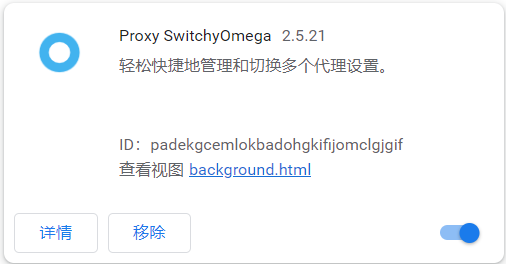 Proxy SwitchyOmega 2.5.21
轻松快捷地管理和切换多个代理设置。
ID：padekgcemlokbadohgkifijomclgjgif
查看视图 background.html
详情 移除